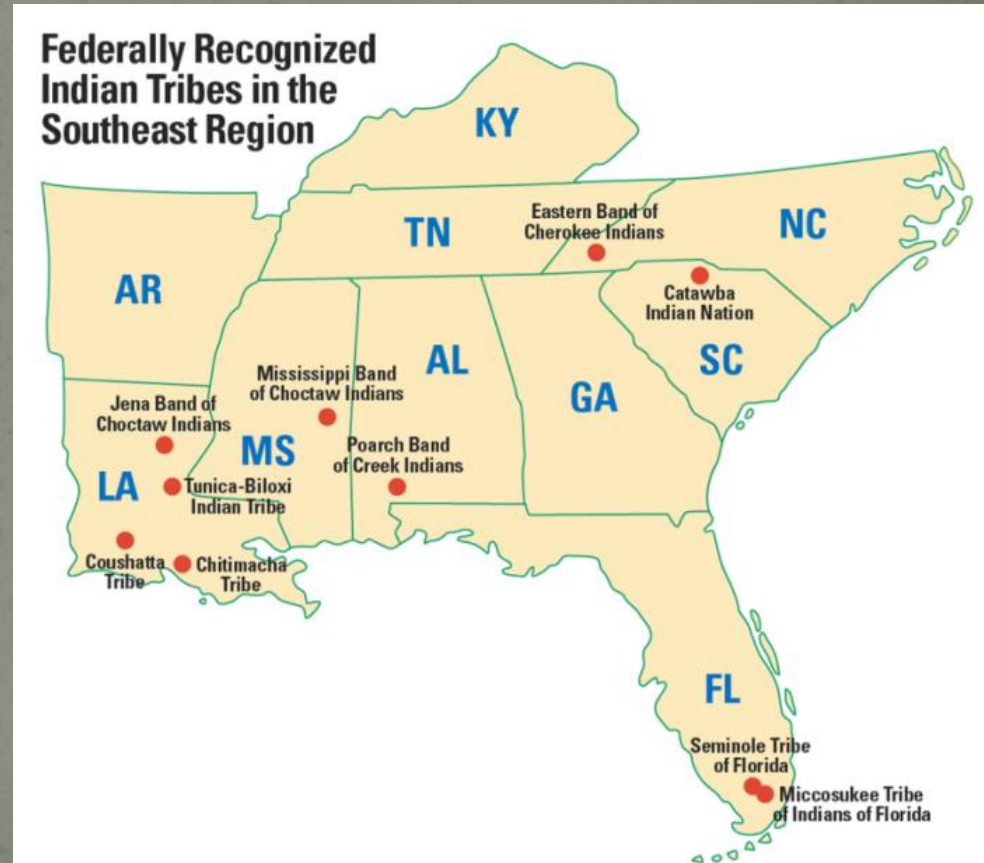 Federally Recognized
Indian Tribes in the
Southeast Region
KY
TN
Eastern Band of
Cherokee Indians
NC
AR
Catawba
Indian Nation
SC
Mississippi Band
of Choctaw Indians
AL
GA
Jena Band of
Choctaw Indians
MS
Poarch Band
of Creek Indians
LA
Tunica-Biloxi
Indian Tribe
Coushatta
Tribe
Chitimacha
Tribe
FL
Seminole Tribe
of Florida
Miccosukee Tribe
of Indians of Florida